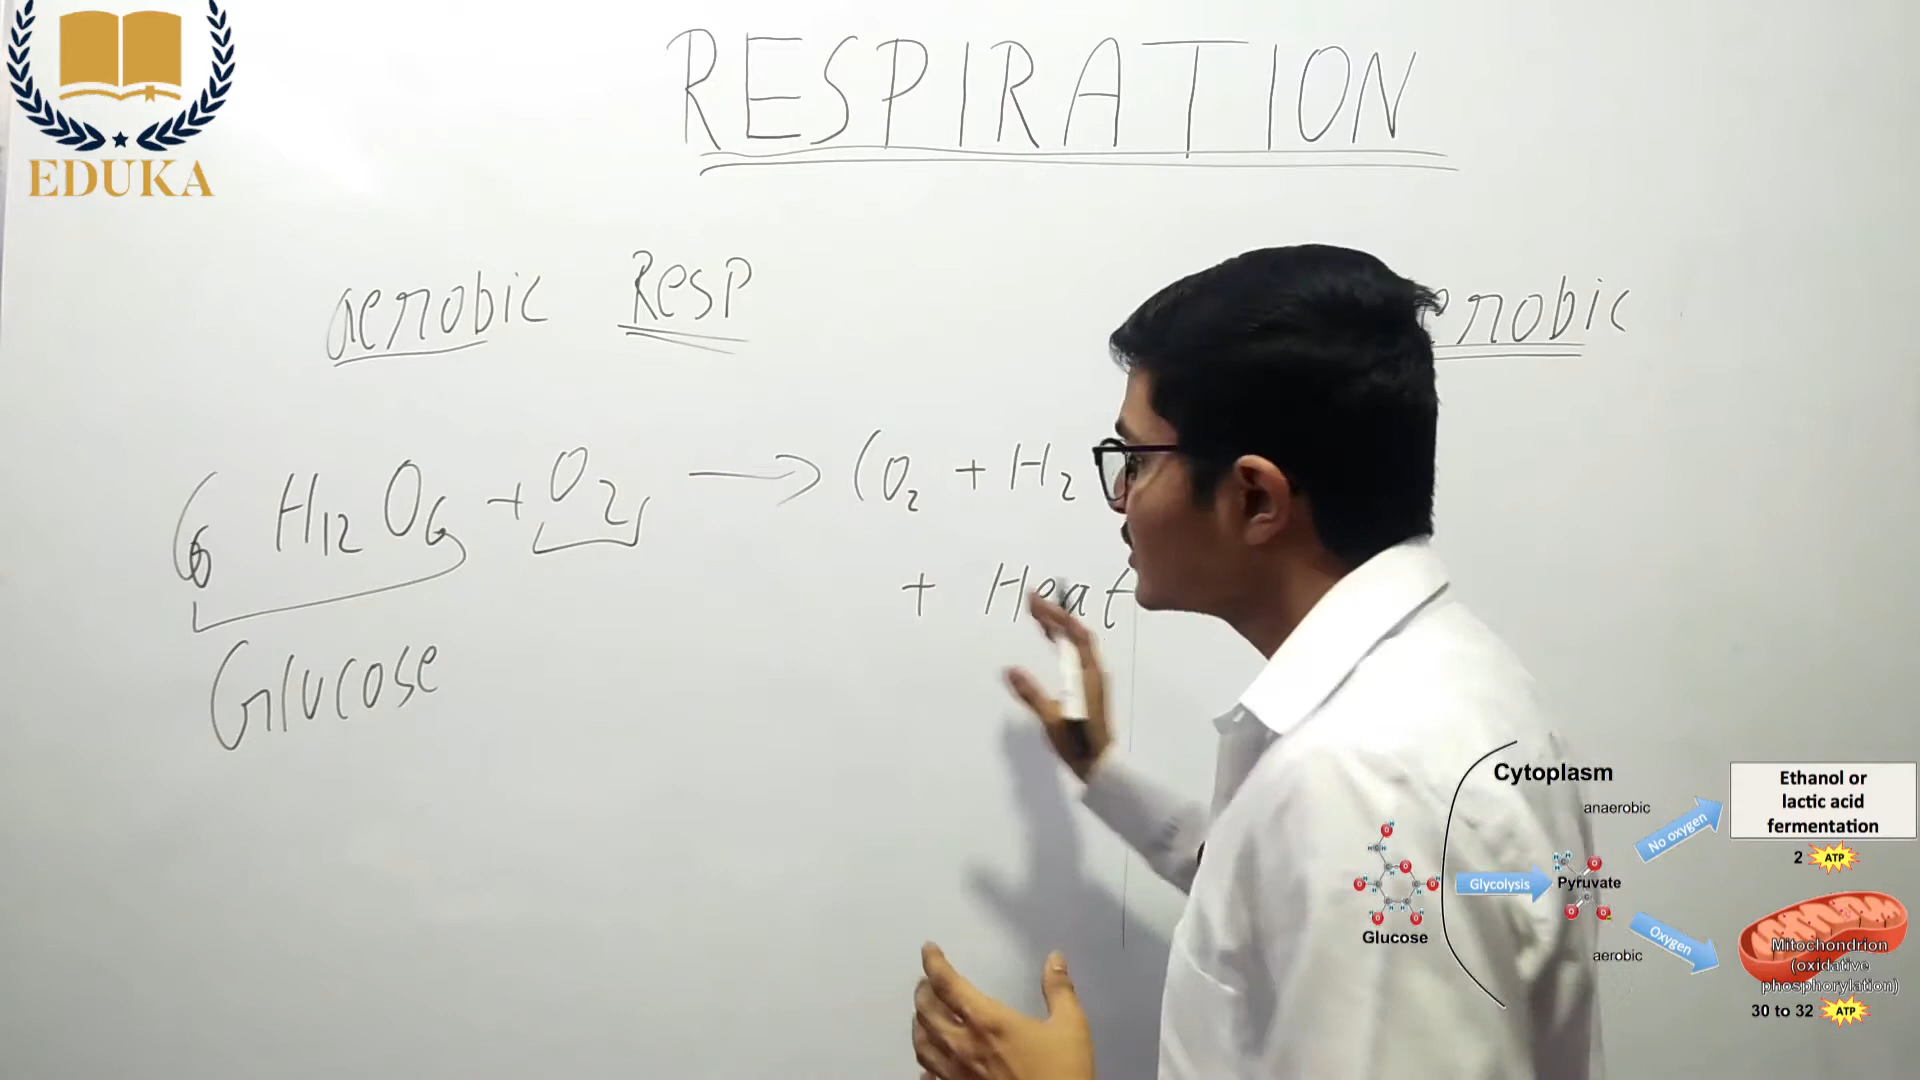 EDUKA
RESPIRATION
aerobic Resp
erobic
C6 H12 O6 + O2 → CO2 + H2
+ Heat
Glucose
Cytoplasm
anaerobic
No oxygen
Ethanol or
lactic acid
fermentation
2 ATP
Glycolysis
Pyruvate
Glucose
Oxygen
aerobic
Mitochondrion
(oxidative
phosphorylation)
30 to 32 ATP